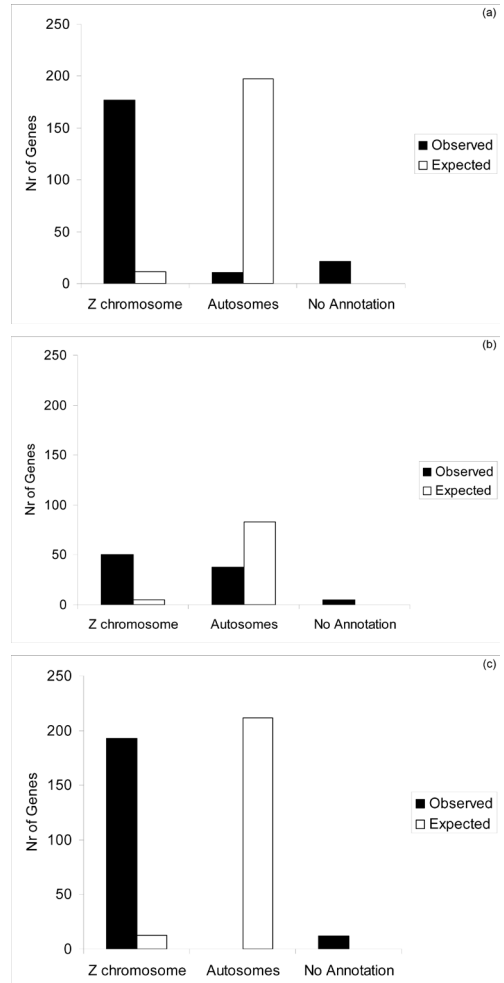 (a)
250
200
150
100
50
0
Nr of Genes
Z chromosome Autosomes No Annotation
Observed
Expected
(b)
250
200
150
100
50
0
Nr of Genes
Z chromosome Autosomes No Annotation
Observed
Expected
(c)
250
200
150
100
50
0
Nr of Genes
Z chromosome Autosomes No Annotation
Observed
Expected